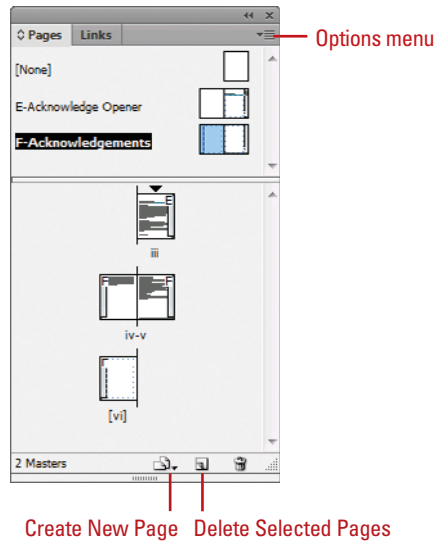 Pages Links
Options menu
[None]
E-Acknowledge Opener
F-Acknowledgements
E
iii
F F
iv-v
F
[vi]
2 Masters
Create New Page Delete Selected Pages